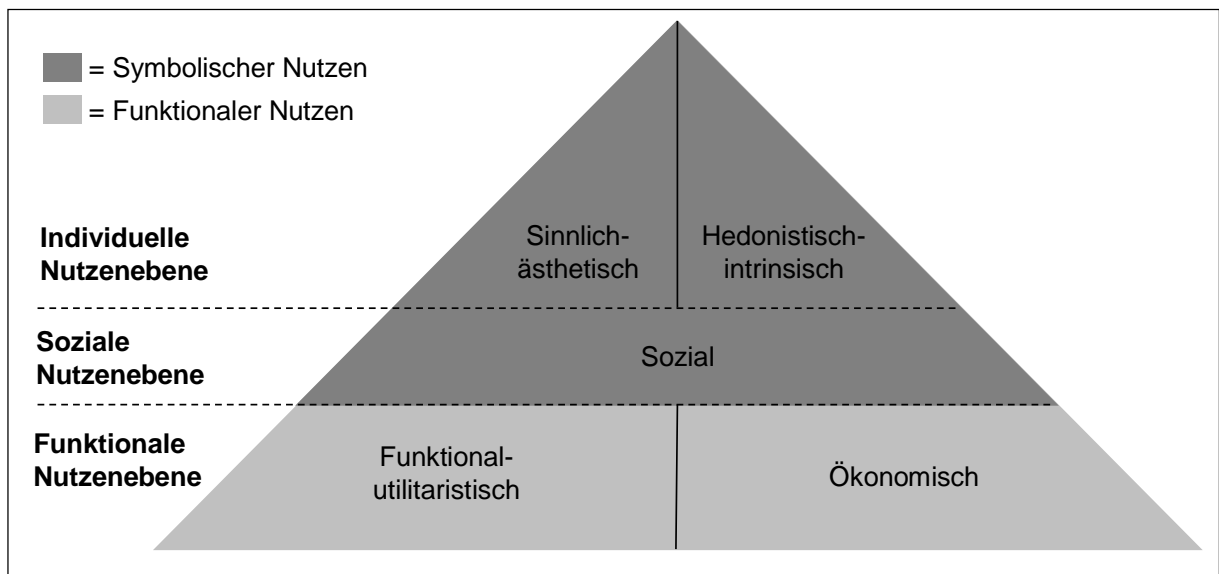 = Symbolischer Nutzen
= Funktionaler Nutzen
Individuelle
Nutzenebene
Sinnlich-
ästhetisch
Hedonistisch-
intrinsisch
Soziale
Nutzenebene
Sozial
Funktionale
Nutzenebene
Funktional-
utilitaristisch
Ökonomisch